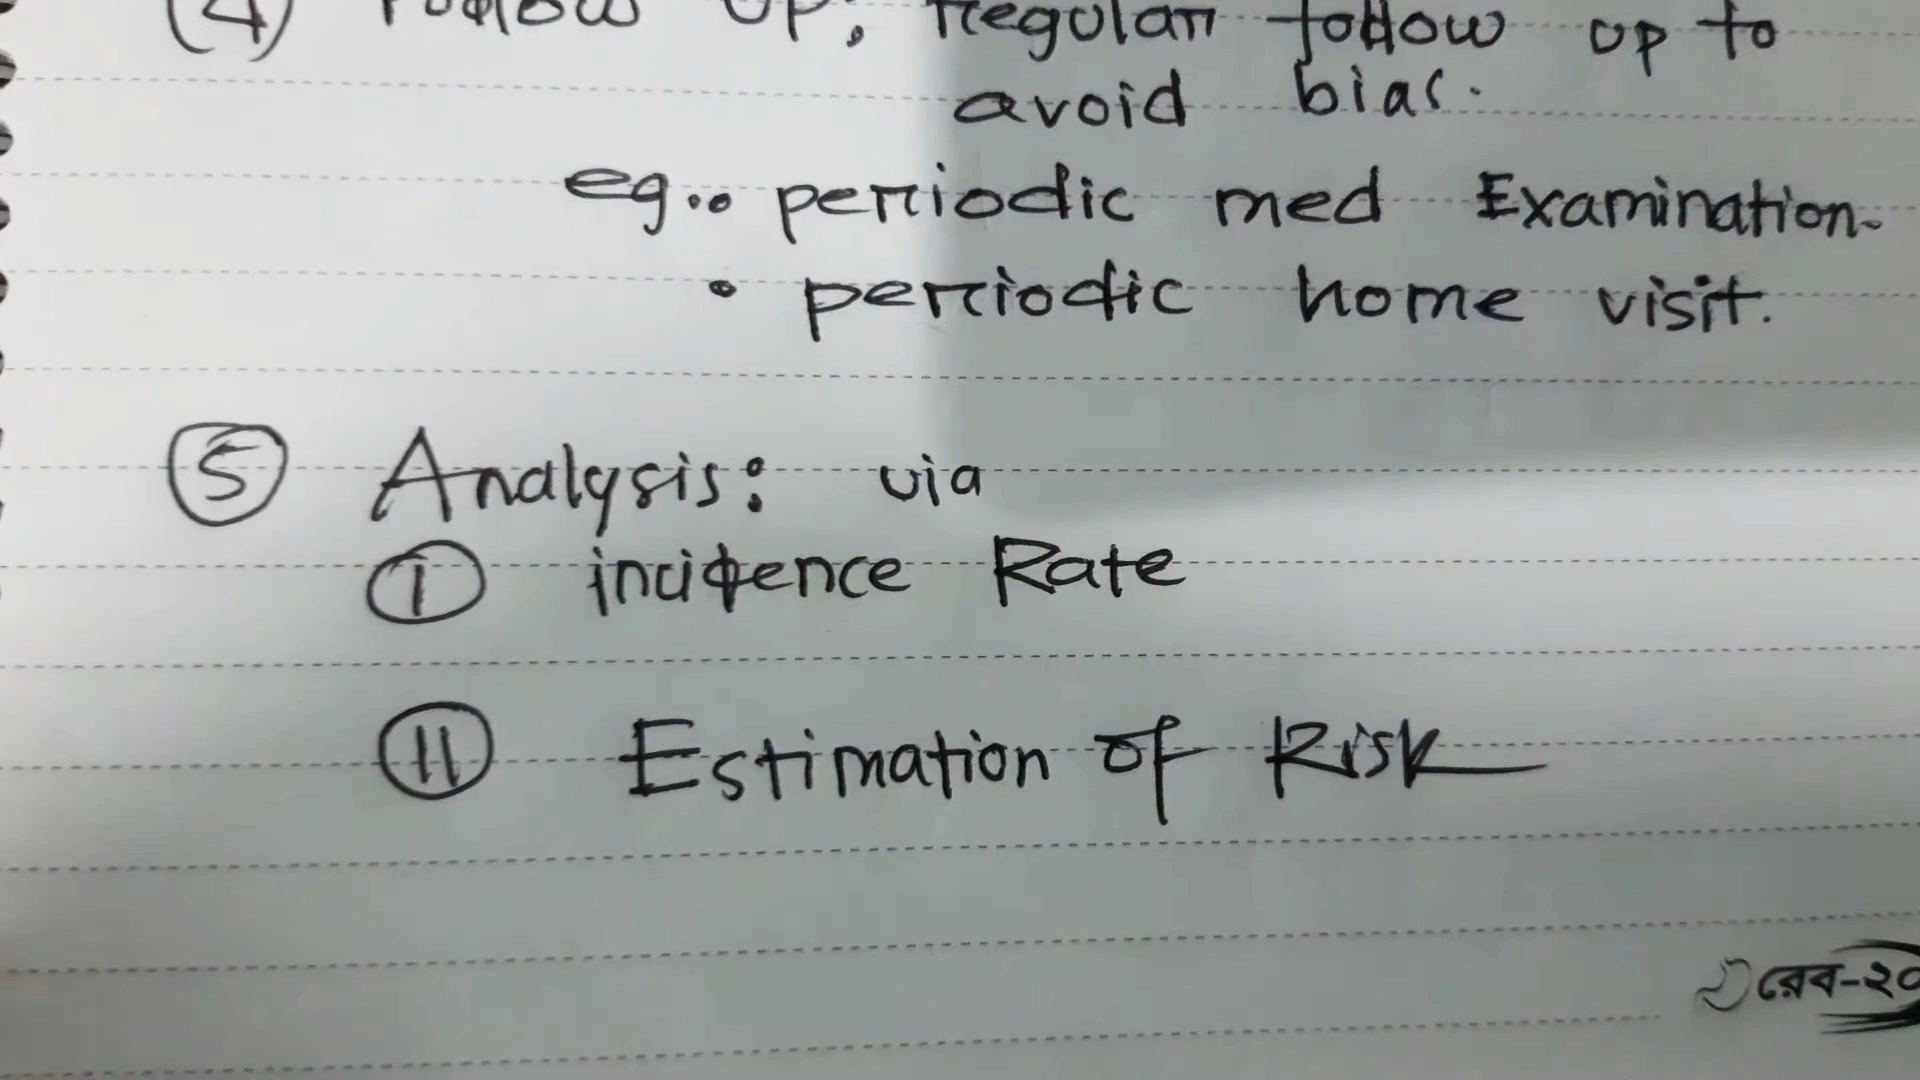 (4) Follow up: Regular follow up to
avoid bias.
eg.. periodic med Examination.
• periodic home visit.
(5) Analysis: via
(I) incidence Rate
(II) Estimation of Risk
রেব-২০